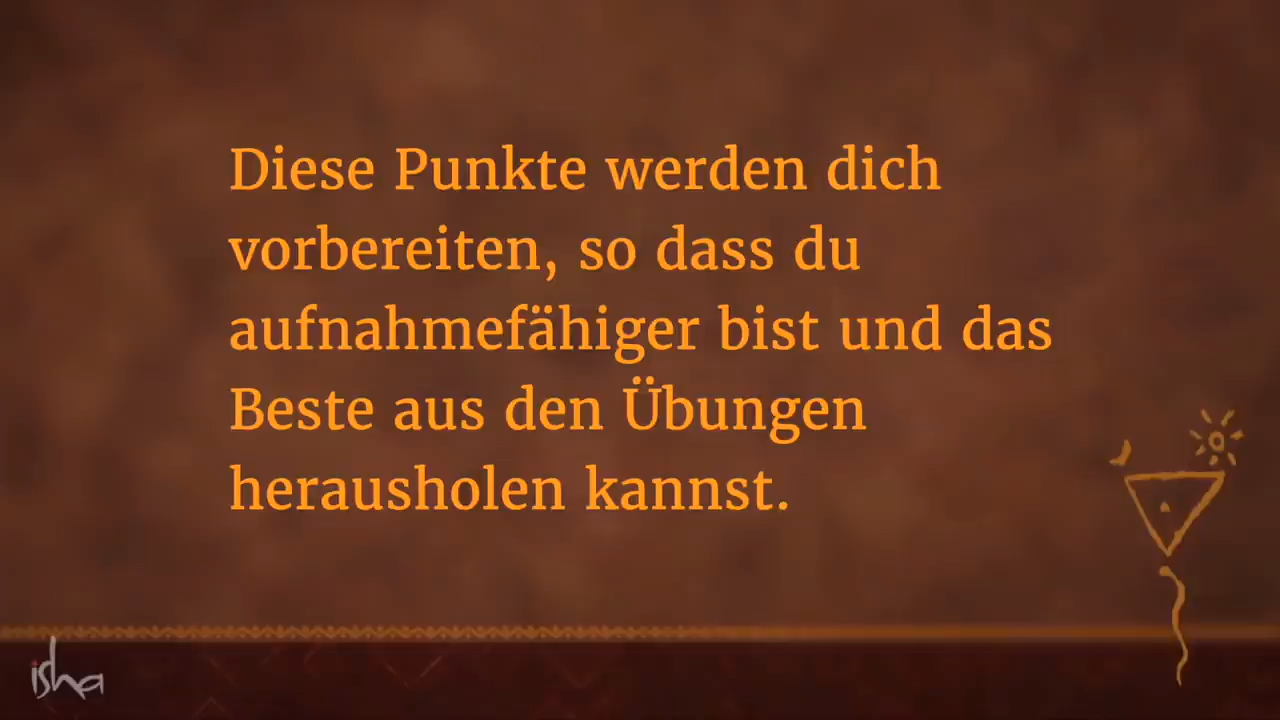 Diese Punkte werden dich
vorbereiten, so dass du
aufnahmefähiger bist und das
Beste aus den Übungen
herausholen kannst.
isha